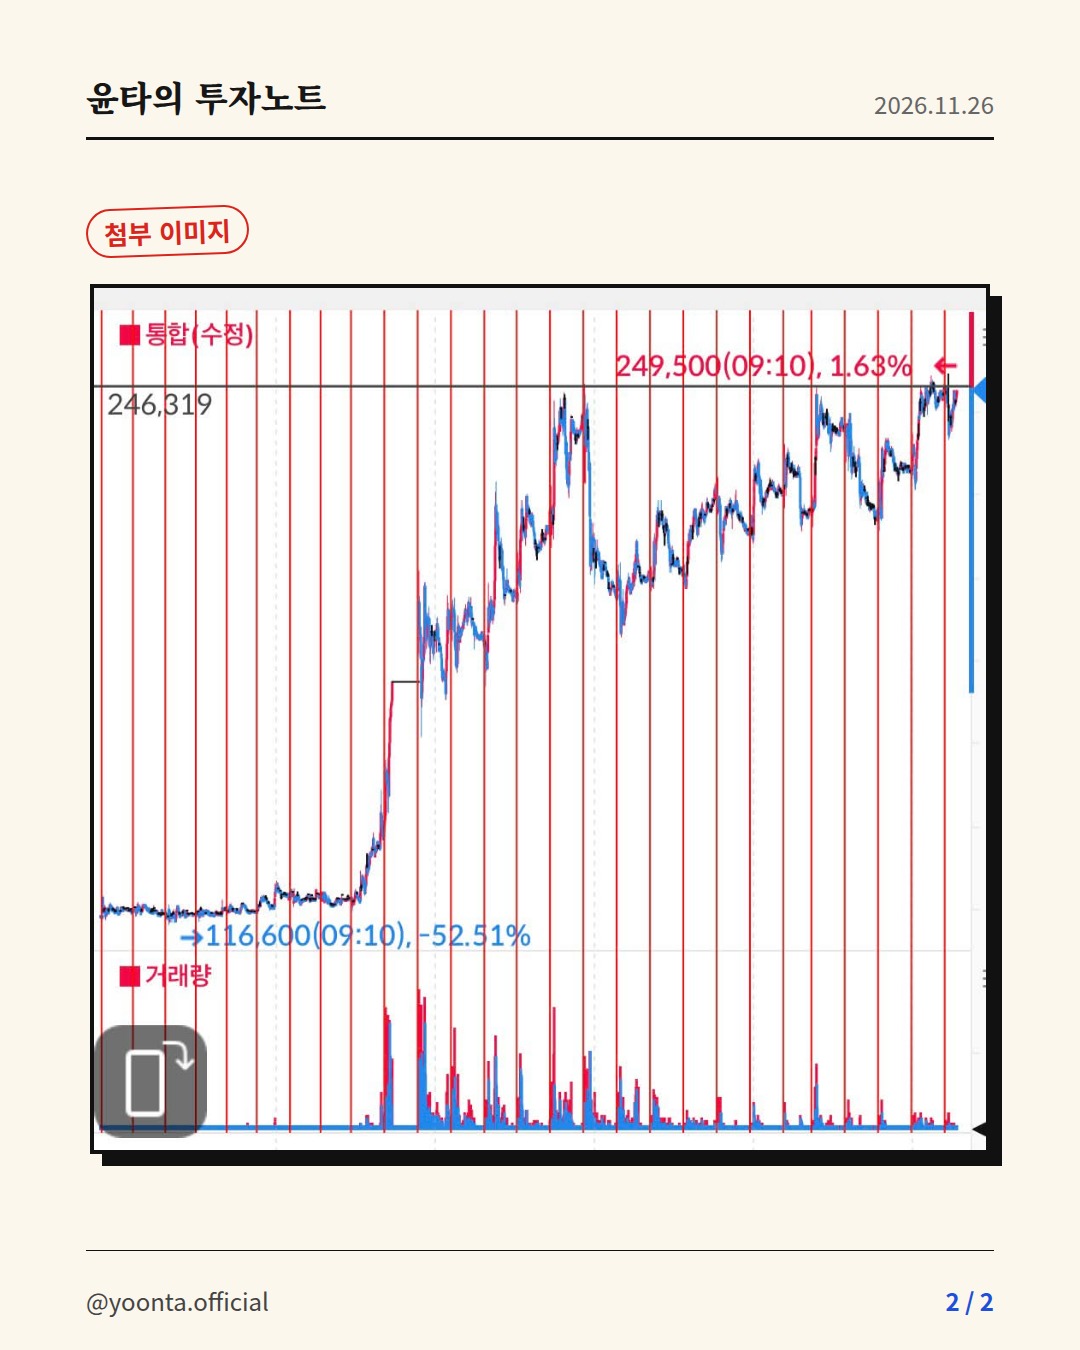 윤타의 투자노트
2026.11.26
첨부 이미지
통합(수정)
249,500(09:10), 1.63% ←
246,319
→116,600(09:10), -52.51%
거래량
@yoonta.official
2 / 2